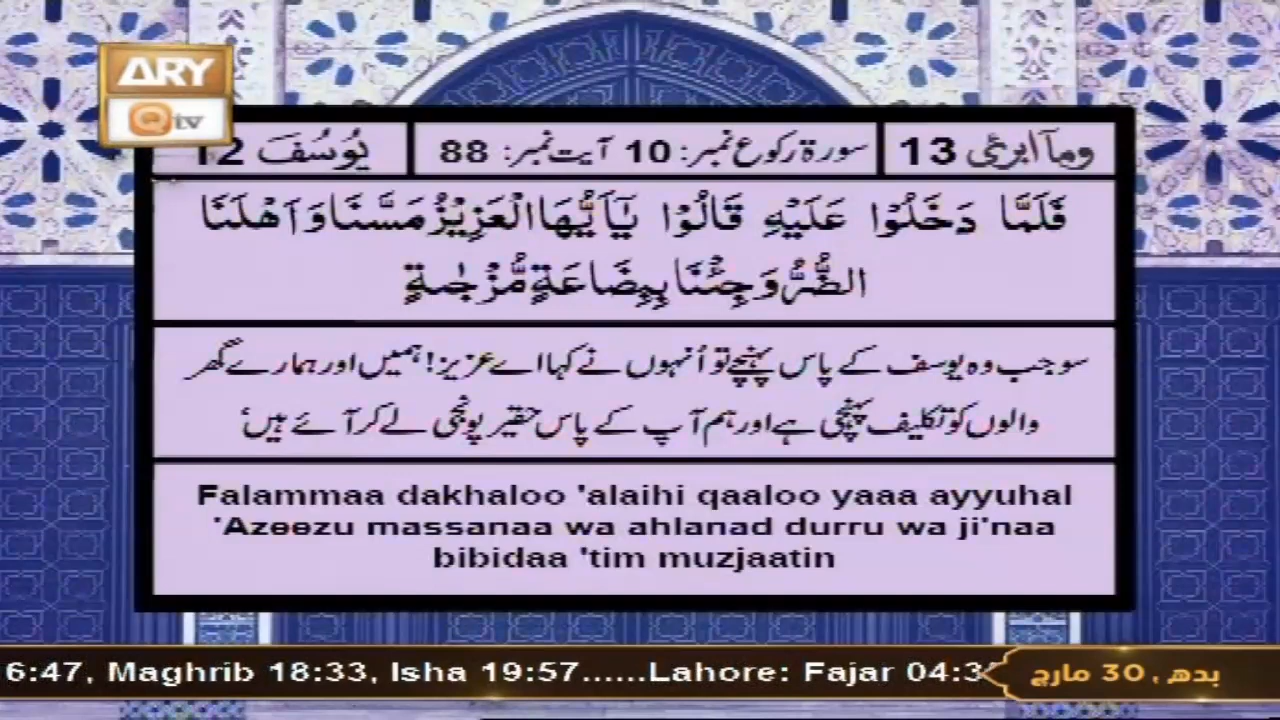 ARY
Qtv
وما ابرئ 13
سورۃ رکوع نمبر: 10 آیت نمبر: 88
یُوسُفَ 12
فَلَمَّا دَخَلُوْا عَلَیْهِ قَالُوْا یٰۤاَیُّهَا الْعَزِیْزُ مَسَّنَا وَاَهْلَنَا
الضُّرُّ وَجِئْنَا بِبِضَاعَةٍ مُّزْجٰىةٍ
سو جب وہ یوسف کے پاس پہنچے تو اُنہوں نے کہا اے عزیز! ہمیں اور ہمارے گھر
والوں کو تکلیف پہنچی ہے اور ہم آپ کے پاس حقیر پونجی لے کر آئے ہیں‘
Falammaa dakhaloo 'alaihi qaaloo yaaa ayyuhal
'Azeezu massanaa wa ahlanad durru wa ji'naa
bibidaa 'tim muzjaatin
6:47, Maghrib 18:33, Isha 19:57......Lahore: Fajar 04:3
بدھ، 30 مارچ